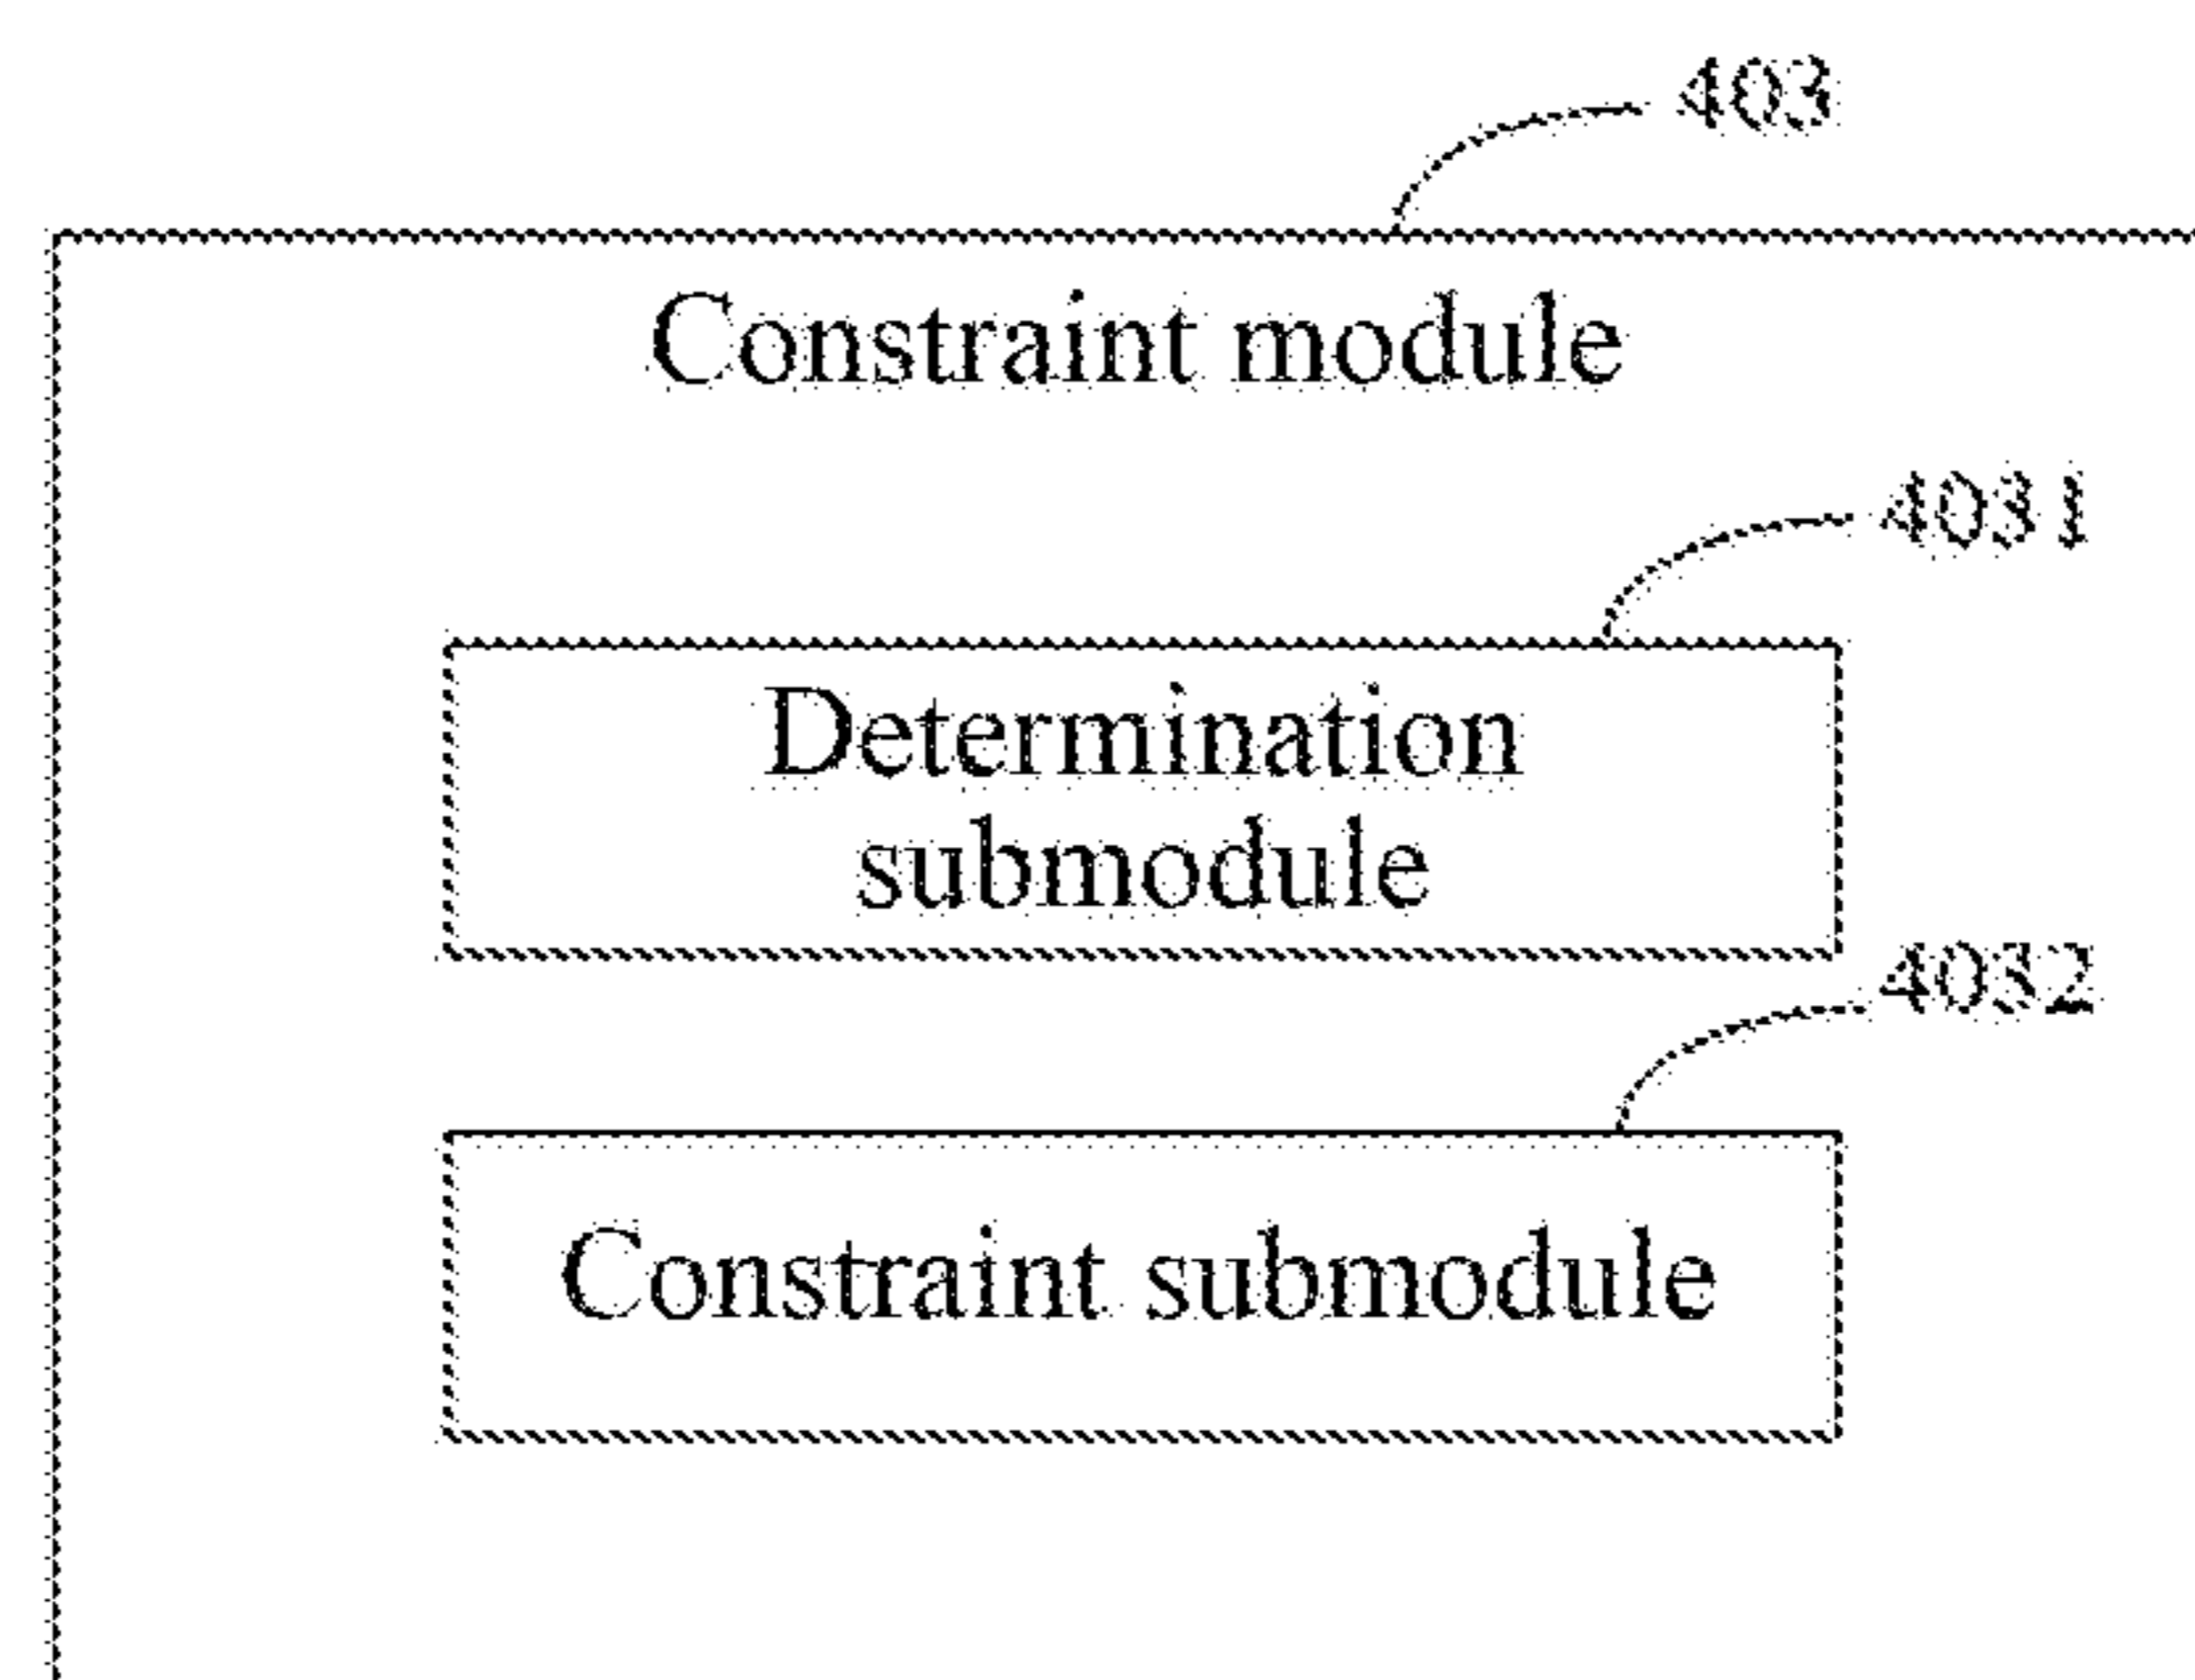 403
Constraint module
4031
Determination
submodule
4032
Constraint submodule